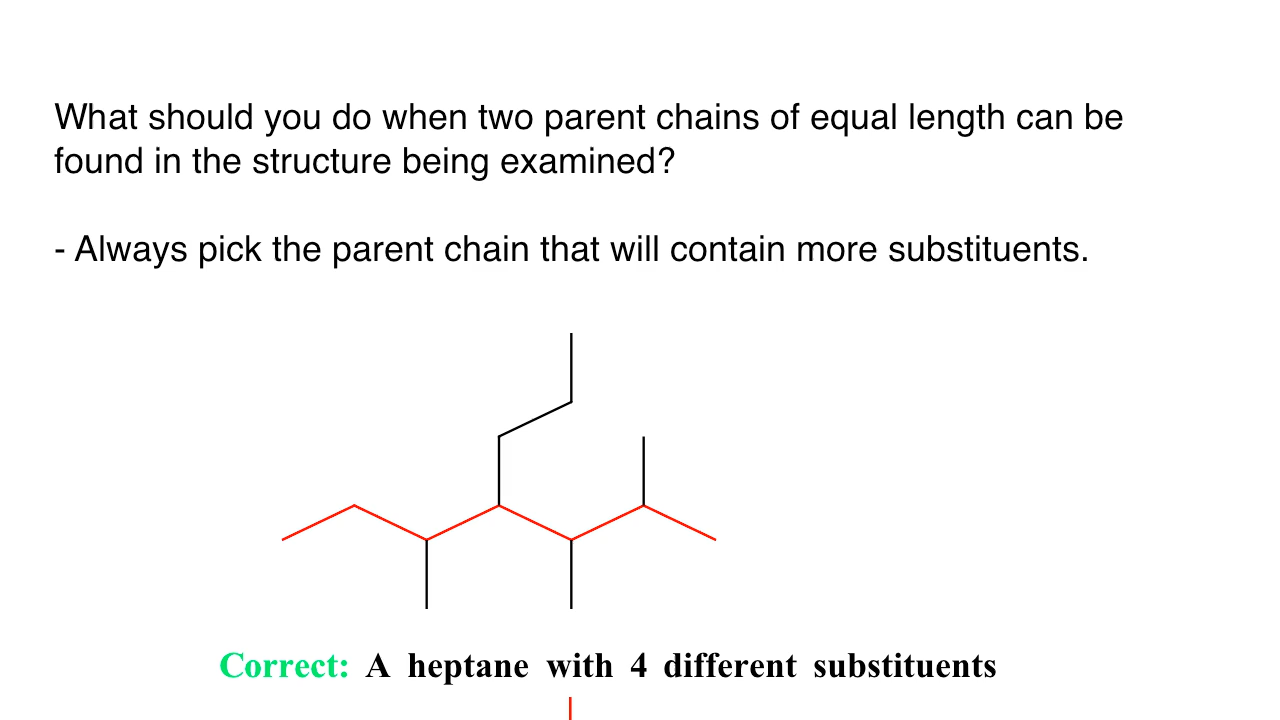 What should you do when two parent chains of equal length can be
found in the structure being examined?
- Always pick the parent chain that will contain more substituents.
Correct: A heptane with 4 different substituents